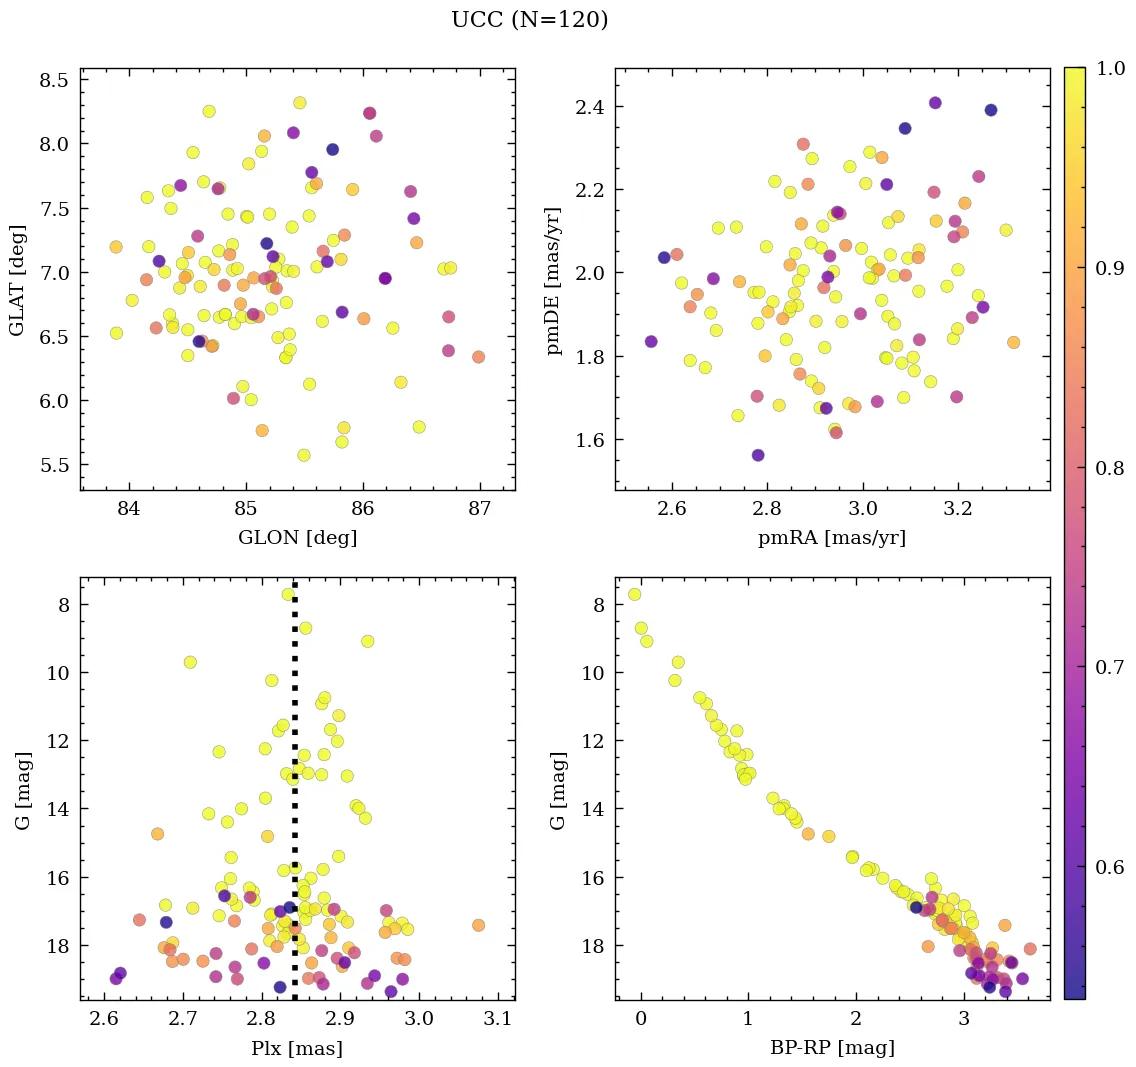 UCC (N=120)
8.5
8.0
7.5
7.0
6.5
6.0
5.5
GLAT [deg]
84 85 86 87
GLON [deg]
2.4
2.2
2.0
1.8
1.6
pmDE [mas/yr]
2.6 2.8 3.0 3.2
pmRA [mas/yr]
1.0
0.9
0.8
0.7
0.6
8
10
12
14
16
18
G [mag]
2.6 2.7 2.8 2.9 3.0 3.1
Plx [mas]
8
10
12
14
16
18
G [mag]
0 1 2 3
BP-RP [mag]